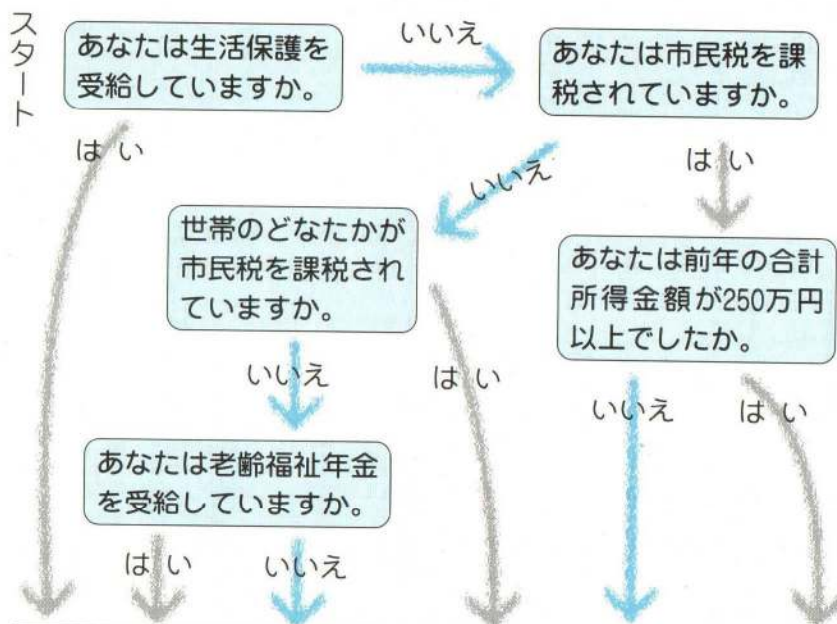 スタート
あなたは生活保護を
受給していますか。
いいえ
あなたは市民税を課
税されていますか。
はい
いいえ
はい
世帯のどなたかが
市民税を課税され
ていますか。
あなたは前年の合計
所得金額が250万円
以上でしたか。
いいえ
はい
いいえ
はい
あなたは老齢福祉年金
を受給していますか。
はい
いいえ